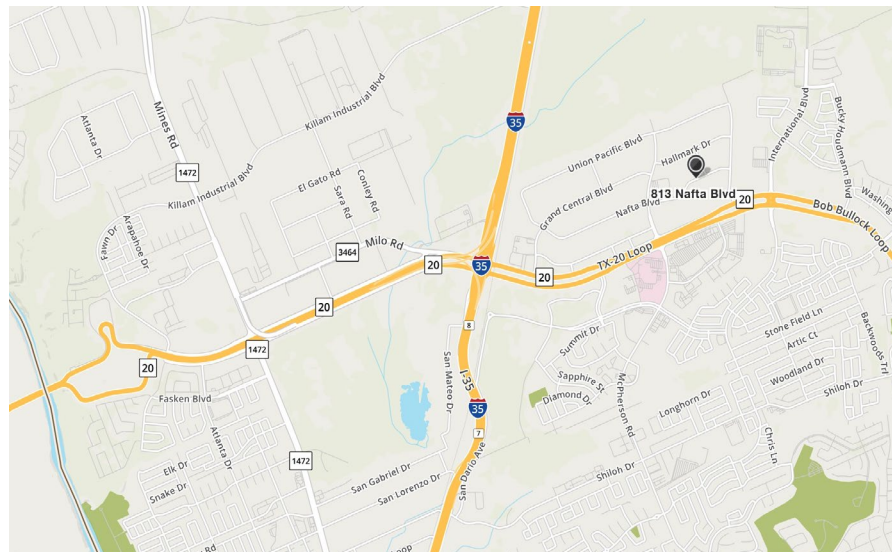 35
International Blvd
Bucky Houdmann Blvd
Atlanta Dr
Mines Rd
Killam Industrial Blvd
Union Pacific Blvd
Hallmark Dr
1472
El Gato Rd
Conley Rd
Sara Rd
813 Nafta Blvd
20
Washing
Killam Industrial Blvd
Grand Central Blvd
Nafta Blvd
Bob Bullock Loop
Arapahoe Dr
Fawn Dr
Milo Rd
3464
TX-20 Loop
20
35
20
20
Stone Field Ln
8
Summit Dr
Artic Ct
Backwoods Trl
1472
20
I-35
San Mateo Dr
Sapphire St
Diamond Dr
McPherson Rd
Woodland Dr
Shiloh Dr
Longhorn Dr
Fasken Blvd
35
Atlanta Dr
7
Chris Ln
1472
Elk Dr
Snake Dr
San Gabriel Dr
San Lorenzo Dr
San Dario Ave
Shiloh Dr
Rd
Loop